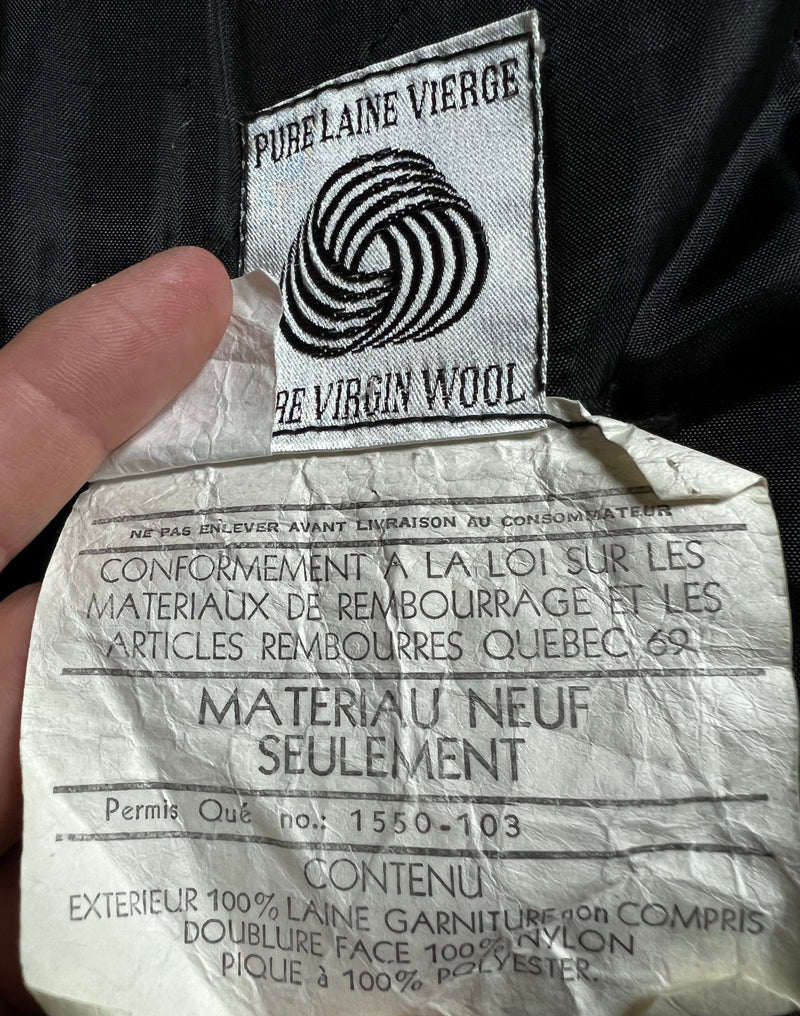 PURE LAINE VIERGE
RE VIRGIN WOOL
NE PAS ENLEVER AVANT LIVRAISON AU CONSOMMATEUR
CONFORMEMENT A LA LOI SUR LES
MATERIAUX DE REMBOURRAGE ET LES
ARTICLES REMBOURRES QUEBEC 69
MATERIAU NEUF
SEULEMENT
Permis Qué no.: 1550-103
CONTENU
EXTERIEUR 100% LAINE GARNITURE non COMPRIS
DOUBLURE FACE 100% NYLON
PIQUE à 100% POLYESTER.